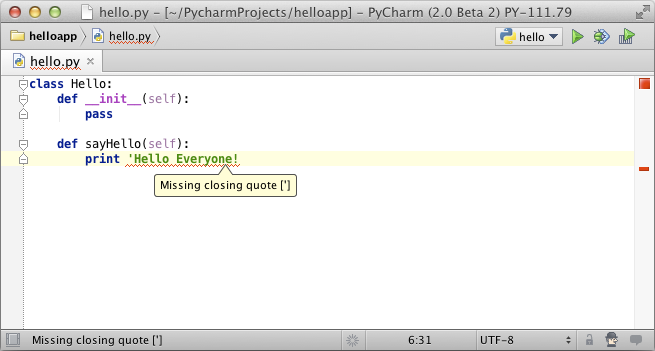 hello.py – [~/PycharmProjects/helloapp] – PyCharm (2.0 Beta 2) PY–111.79
helloapp hello.py hello
hello.py
class Hello:
def __init__(self):
pass
def sayHello(self):
print 'Hello Everyone!
Missing closing quote [']
Missing closing quote ['] 6:31 UTF–8